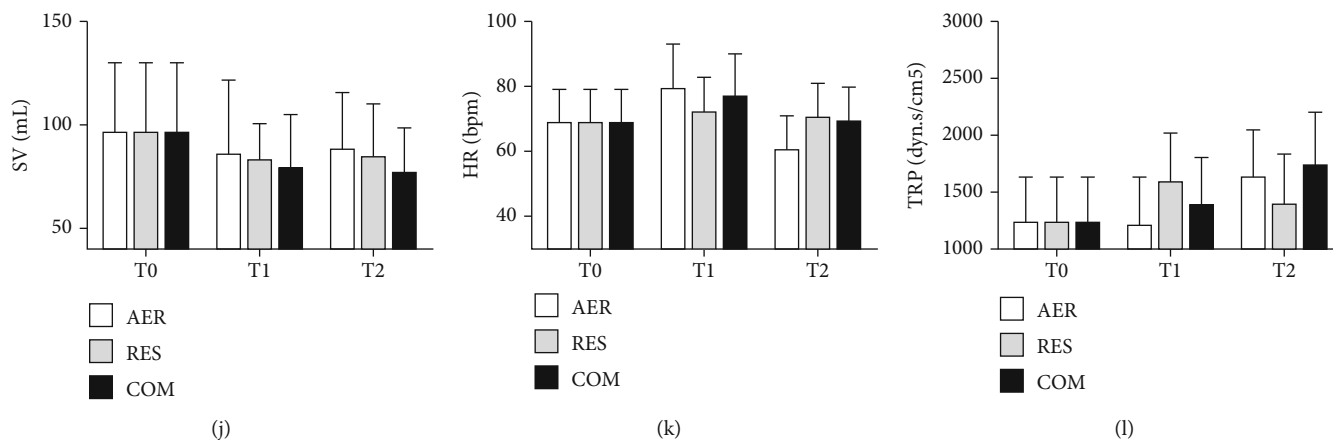 150
100
50
SV (mL)
T0 T1 T2
AER
RES
COM
(j)
100
80
60
40
HR (bpm)
T0 T1 T2
AER
RES
COM
(k)
3000
2500
2000
1500
1000
TRP (dyn.s/cm5)
T0 T1 T2
AER
RES
COM
(l)